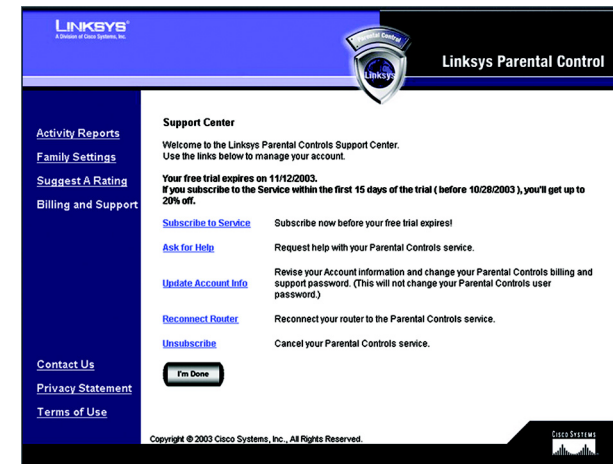 LINKSYS®
A Division of Cisco Systems, Inc.
Parental Control
Linksys
Linksys Parental Control
Activity Reports
Family Settings
Suggest A Rating
Billing and Support
Contact Us
Privacy Statement
Terms of Use
Support Center
Welcome to the Linksys Parental Controls Support Center.
Use the links below to manage your account.
Your free trial expires on 11/12/2003.
If you subscribe to the Service within the first 15 days of the trial ( before 10/28/2003 ), you'll get up to
20% off.
Subscribe to Service Subscribe now before your free trial expires!
Ask for Help Request help with your Parental Controls service.
Update Account Info Revise your Account information and change your Parental Controls billing and
support password. (This will not change your Parental Controls user
password.)
Reconnect Router Reconnect your router to the Parental Controls service.
Unsubscribe Cancel your Parental Controls service.
I'm Done
Copyright © 2003 Cisco Systems, Inc., All Rights Reserved.
CISCO SYSTEMS